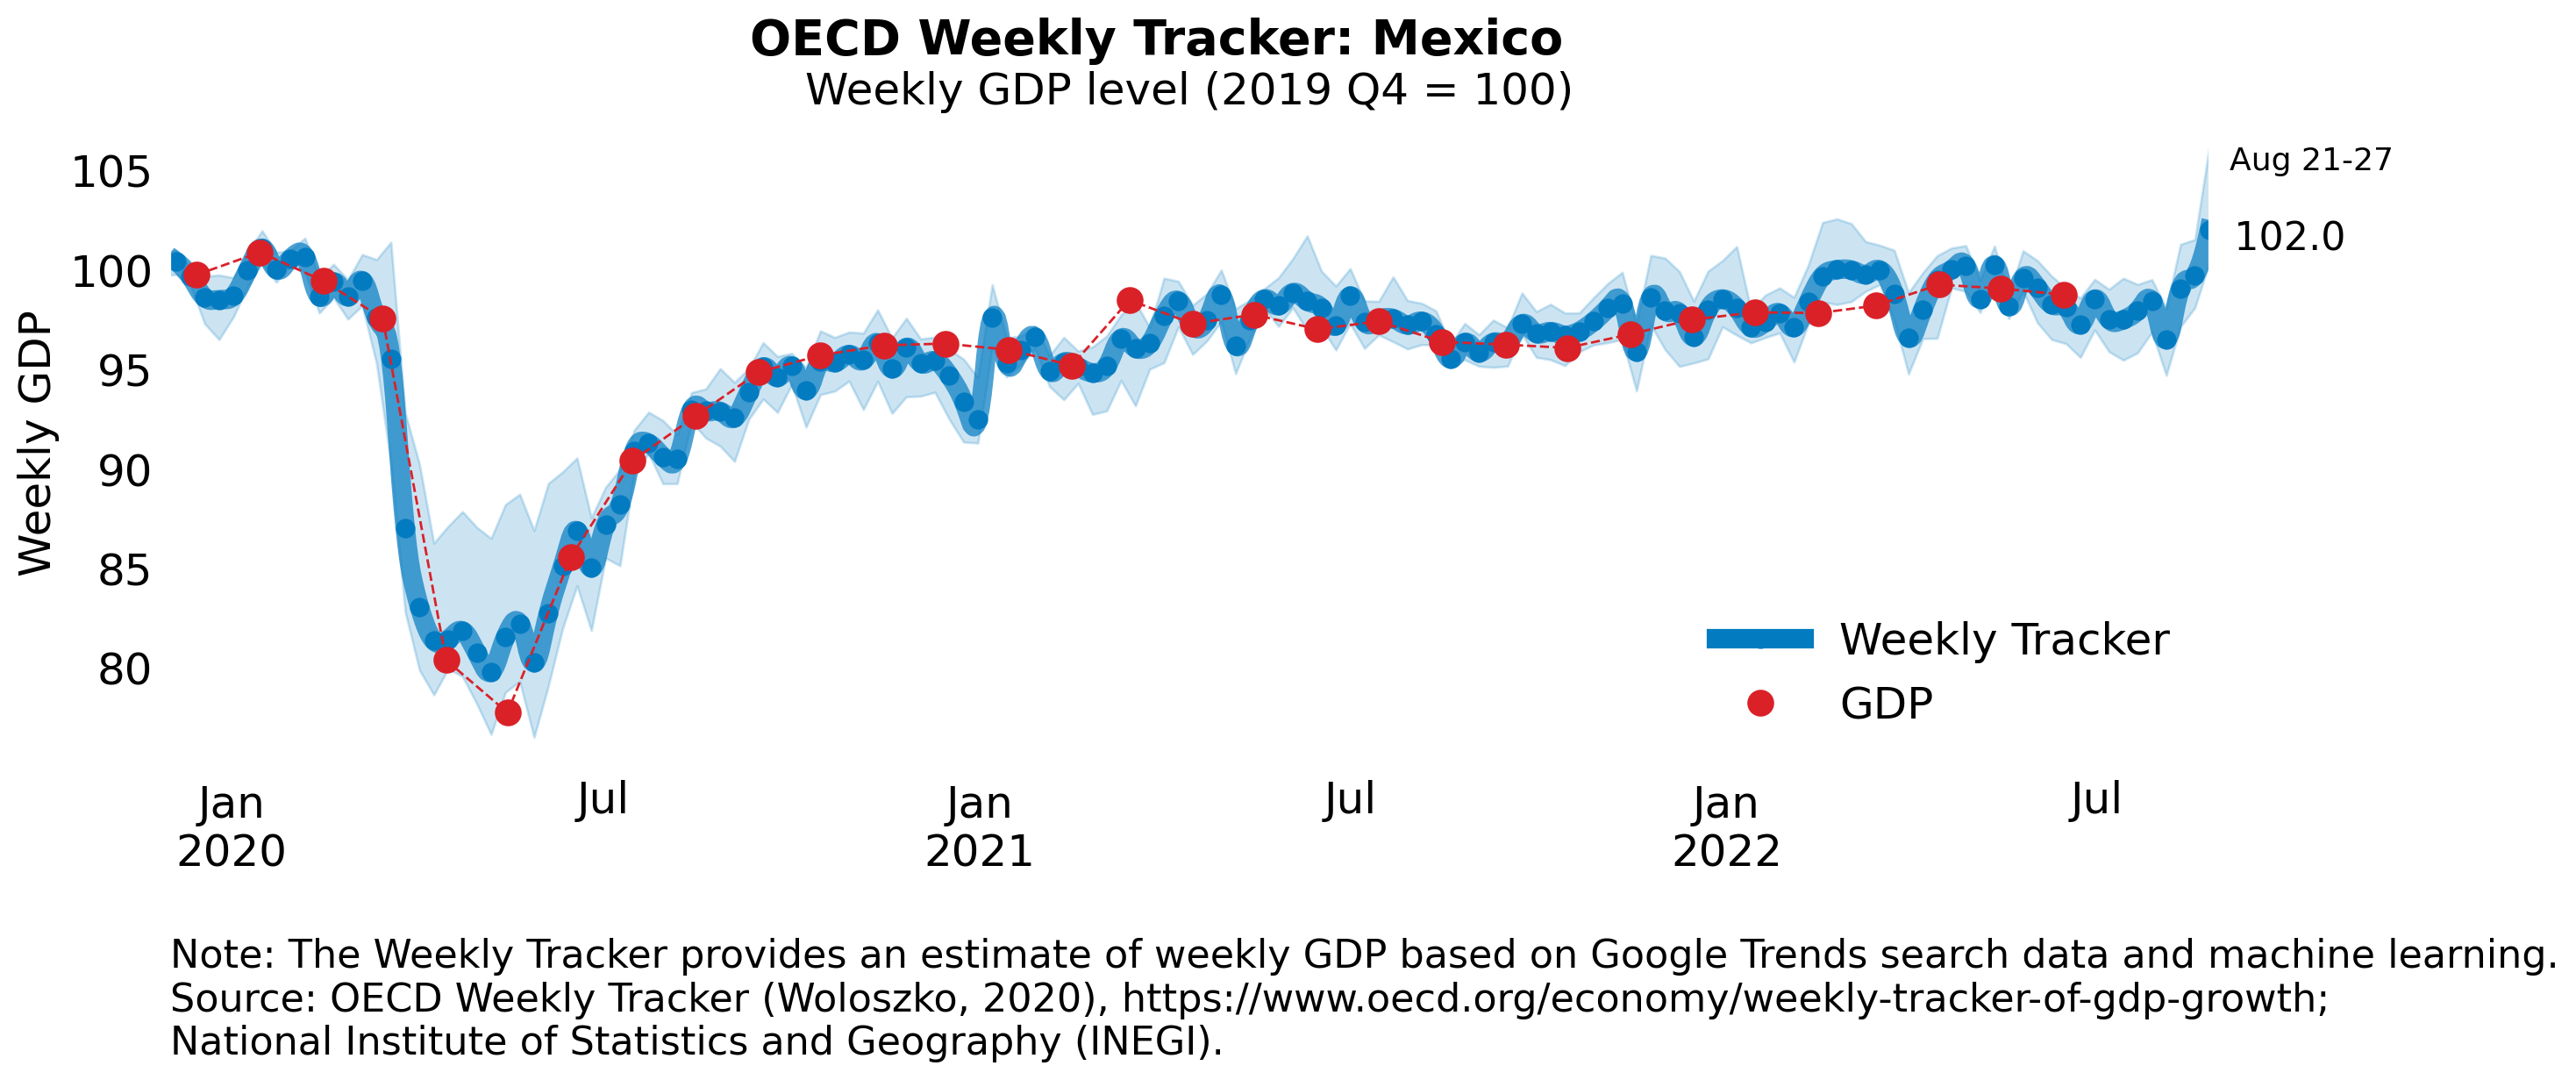 OECD Weekly Tracker: Mexico
Weekly GDP level (2019 Q4 = 100)
Weekly GDP
105
100
95
90
85
80
Aug 21-27
102.0
Weekly Tracker
GDP
Jan
2020
Jul
Jan
2021
Jul
Jan
2022
Jul
Note: The Weekly Tracker provides an estimate of weekly GDP based on Google Trends search data and machine learning.
Source: OECD Weekly Tracker (Woloszko, 2020), https://www.oecd.org/economy/weekly-tracker-of-gdp-growth;
National Institute of Statistics and Geography (INEGI).